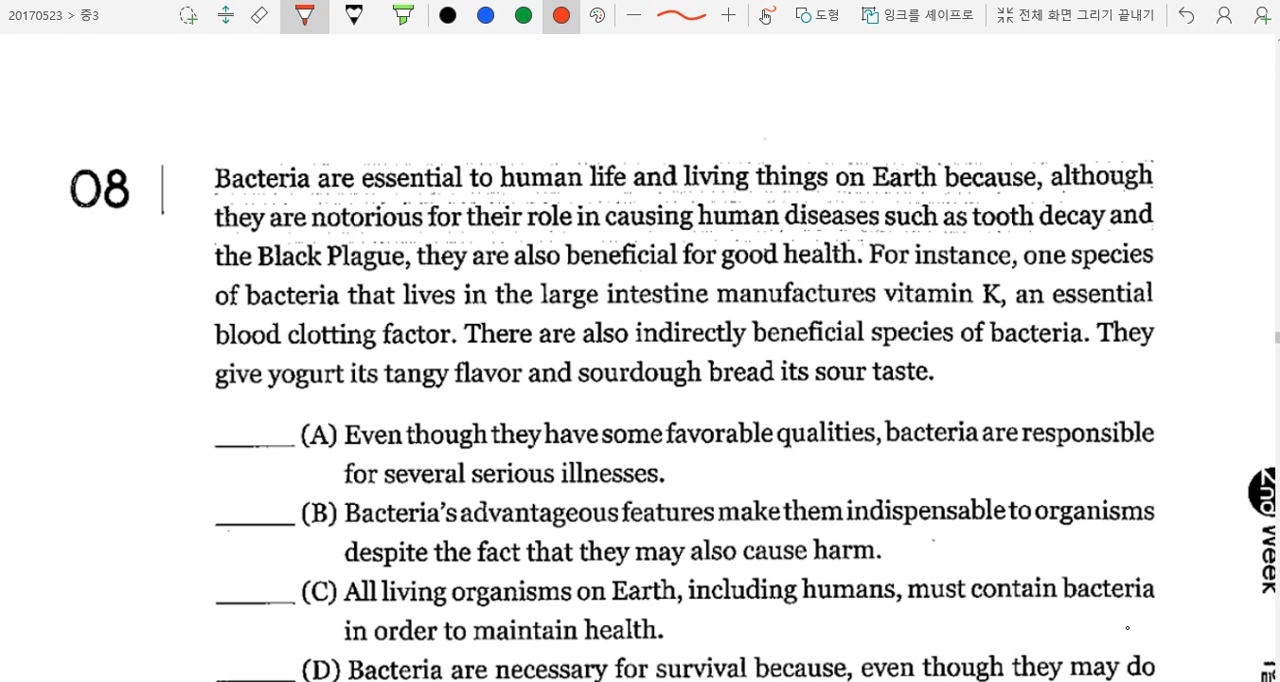 20170523 > 중3
도형
잉크를 셰이프로
전체 화면 그리기 끝내기
08
Bacteria are essential to human life and living things on Earth because, although
they are notorious for their role in causing human diseases such as tooth decay and
the Black Plague, they are also beneficial for good health. For instance, one species
of bacteria that lives in the large intestine manufactures vitamin K, an essential
blood clotting factor. There are also indirectly beneficial species of bacteria. They
give yogurt its tangy flavor and sourdough bread its sour taste.
(A) Even though they have some favorable qualities, bacteria are responsible
for several serious illnesses.
(B) Bacteria's advantageous features make them indispensable to organisms
despite the fact that they may also cause harm.
(C) All living organisms on Earth, including humans, must contain bacteria
in order to maintain health.
(D) Bacteria are necessary for survival because, even though they may do
2nd Week